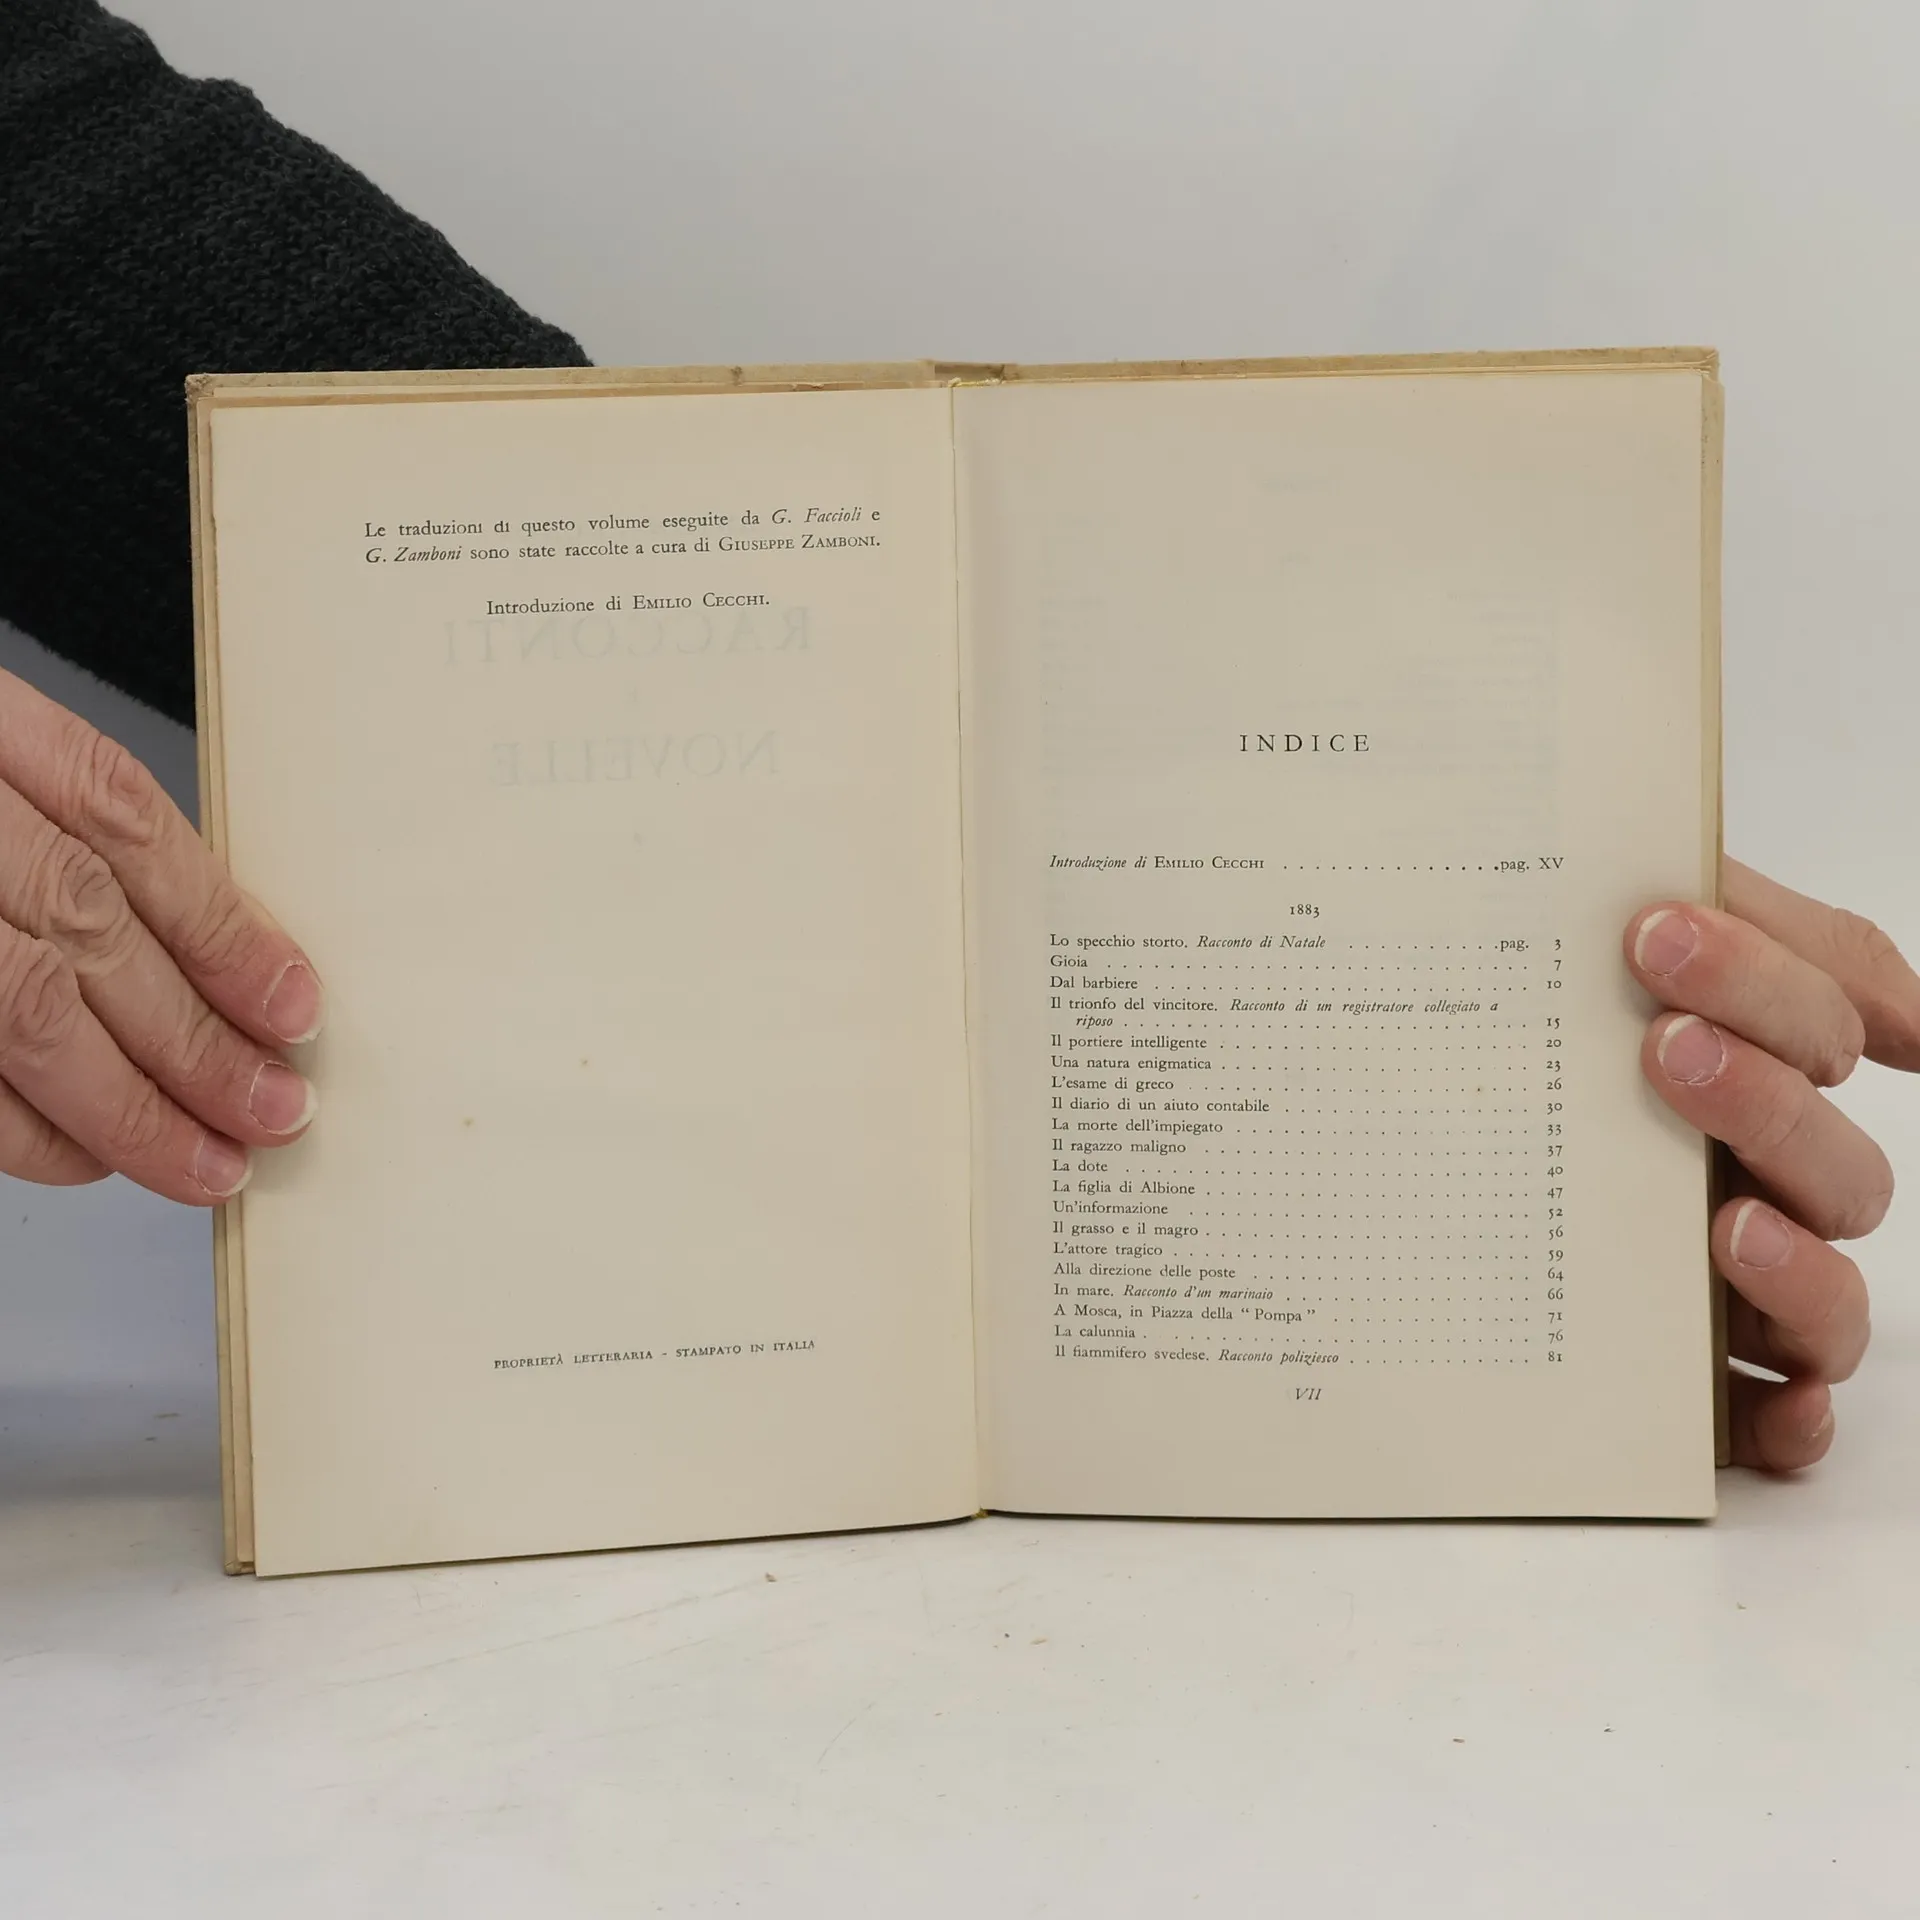 Le traduzioni di questo volume eseguite da G. Faccioli e
G. Zamboni sono state raccolte a cura di GIUSEPPE ZAMBONI.
Introduzione di EMILIO CECCHI.
RACCONTI
NOVELLE
PROPRIETÀ LETTERARIA - STAMPATO IN ITALIA
INDICE
Introduzione di EMILIO CECCHI . . . . . . . . . . . . . . pag. XV
1883
Lo specchio storto. Racconto di Natale . . . . . . . . . . pag. 3
Gioia . . . . . . . . . . . . . . . . . . . . . . 7
Dal barbiere . . . . . . . . . . . . . . . . . . . . 10
Il trionfo del vincitore. Racconto di un registratore collegiato a
riposo . . . . . . . . . . . . . . . . . . . . . 15
Il portiere intelligente . . . . . . . . . . . . . . . . . 20
Una natura enigmatica . . . . . . . . . . . . . . . . . 23
L'esame di greco . . . . . . . . . . . . . . . . . . 26
Il diario di un aiuto contabile . . . . . . . . . . . . . 30
La morte dell'impiegato . . . . . . . . . . . . . . . . 33
Il ragazzo maligno . . . . . . . . . . . . . . . . . . 37
La dote . . . . . . . . . . . . . . . . . . . . . 40
La figlia di Albione . . . . . . . . . . . . . . . . . 47
Un'informazione . . . . . . . . . . . . . . . . . . 52
Il grasso e il magro . . . . . . . . . . . . . . . . . 56
L'attore tragico . . . . . . . . . . . . . . . . . . . 59
Alla direzione delle poste . . . . . . . . . . . . . . . 64
In mare. Racconto d'un marinaio . . . . . . . . . . . . . 66
A Mosca, in Piazza della “ Pompa ” . . . . . . . . . . . 71
La calunnia . . . . . . . . . . . . . . . . . . . . 76
Il fiammifero svedese. Racconto poliziesco . . . . . . . . . . 81
VII